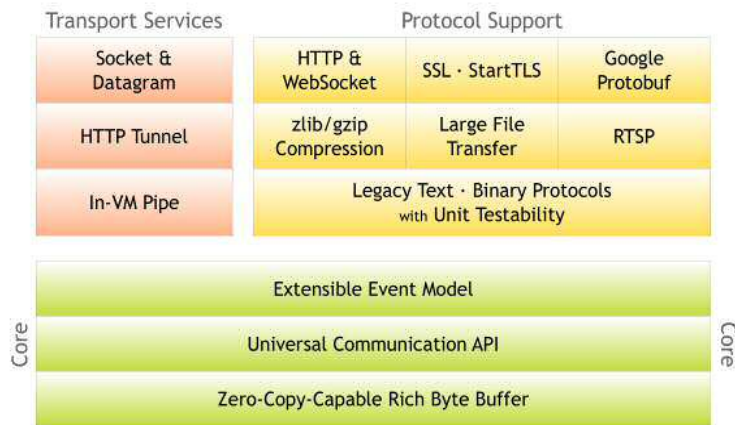 Transport Services
Protocol Support
Socket &
Datagram
HTTP Tunnel
In-VM Pipe
HTTP &
WebSocket
SSL · StartTLS
Google
Protobuf
zlib/gzip
Compression
Large File
Transfer
RTSP
Legacy Text · Binary Protocols
with Unit Testability
Core
Extensible Event Model
Universal Communication API
Zero-Copy-Capable Rich Byte Buffer
Core